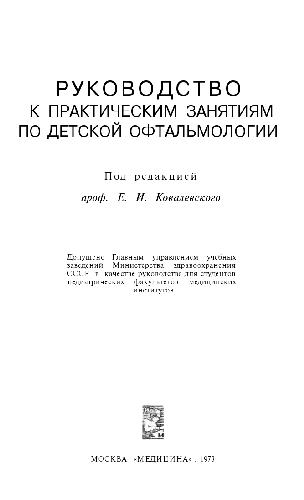 РУКОВОДСТВО
К ПРАКТИЧЕСКИМ ЗАНЯТИЯМ
ПО ДЕТСКОЙ ОФТАЛЬМОЛОГИИ
Под редакцией
проф. Е. И. Ковалевского
Допущено Главным управлением учебных
заведений Министерства здравоохранения
СССР в качестве руководства для студентов
педиатрических факультетов медицинских
институтов
МОСКВА «МЕДИЦИНА». 1973